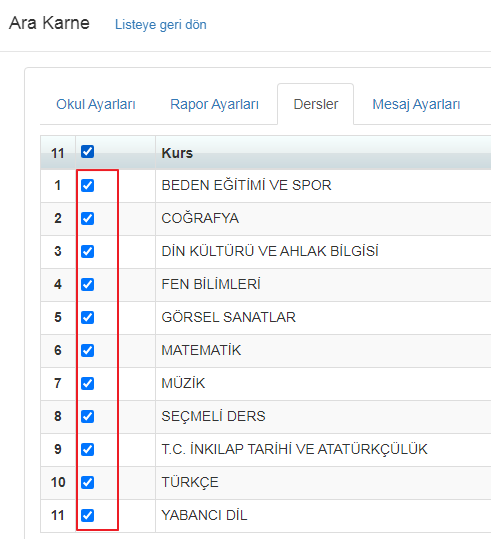 Ara Karne Listeye geri dön
Okul Ayarları Rapor Ayarları Dersler Mesaj Ayarları
11 Kurs
1 BEDEN EĞİTİMİ VE SPOR
2 COĞRAFYA
3 DİN KÜLTÜRÜ VE AHLAK BİLGİSİ
4 FEN BİLİMLERİ
5 GÖRSEL SANATLAR
6 MATEMATİK
7 MÜZİK
8 SEÇMELİ DERS
9 T.C. İNKILAP TARİHİ VE ATATÜRKÇÜLÜK
10 TÜRKÇE
11 YABANCI DİL